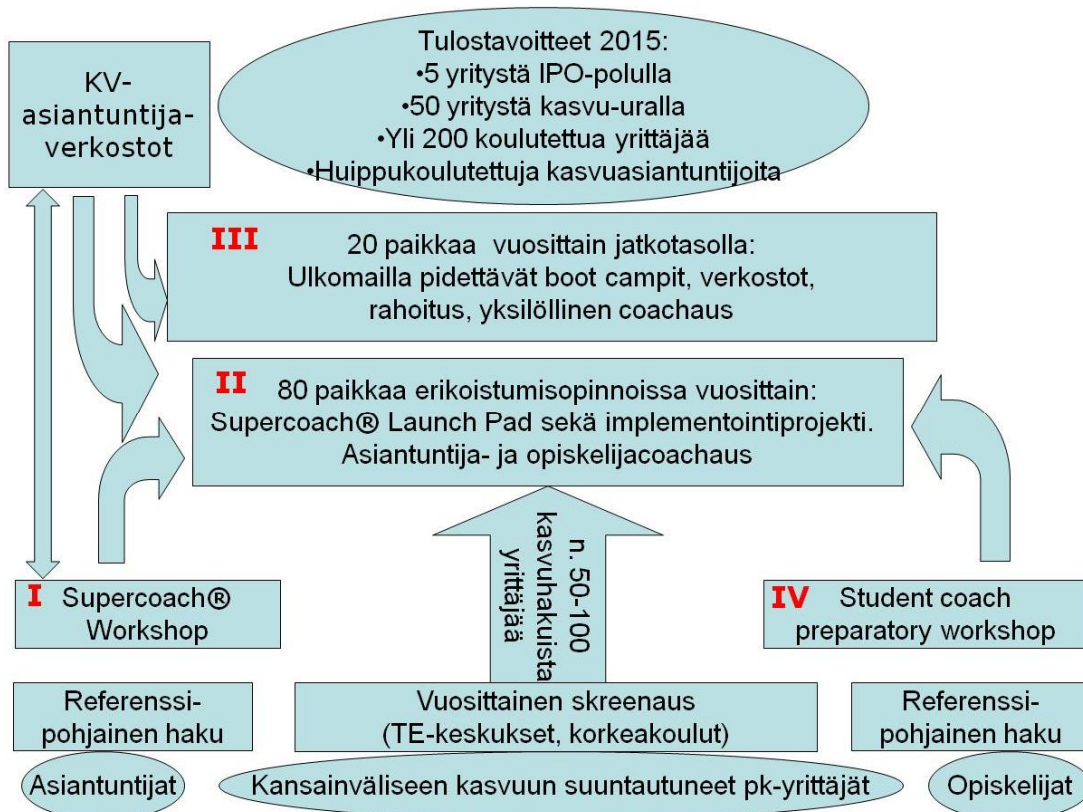 KV-
asiantuntija-
verkostot
Tulostavoitteet 2015:
•5 yritystä IPO-polulla
•50 yritystä kasvu-uralla
•Yli 200 koulutettua yrittäjää
•Huippukoulutettuja kasvuasiantuntijoita
III
20 paikkaa vuosittain jatkotasolla:
Ulkomailla pidettävät boot campit, verkostot,
rahoitus, yksilöllinen coachaus
II
80 paikkaa erikoistumisopinnoissa vuosittain:
Supercoach® Launch Pad sekä implementointiprojekti.
Asiantuntija- ja opiskelijacoachaus
n. 50-100
kasvuhakuista
yrittäjää
I Supercoach®
Workshop
IV Student coach
preparatory workshop
Referenssi-
pohjainen haku
Vuosittainen skreenaus
(TE-keskukset, korkeakoulut)
Referenssi-
pohjainen haku
Asiantuntijat
Kansainväliseen kasvuun suuntautuneet pk-yrittäjät
Opiskelijat